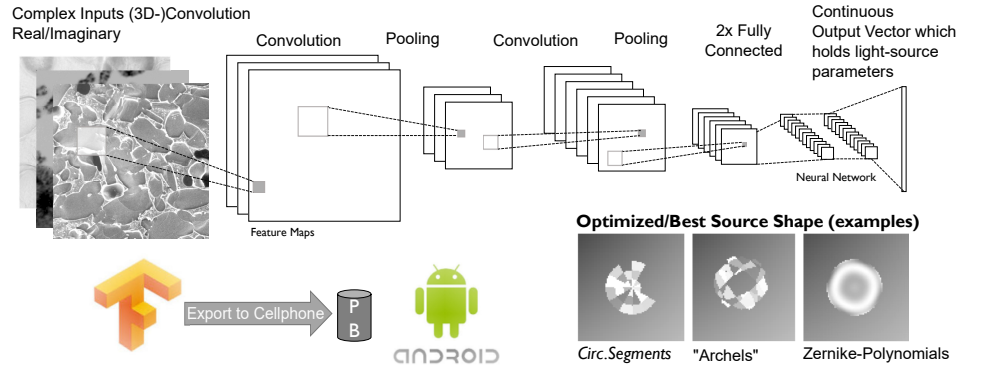 Complex Inputs (3D-)Convolution
Real/Imaginary
Convolution
Pooling
Convolution
Pooling
2x Fully
Connected
Continuous
Output Vector which
holds light-source
parameters
Feature Maps
Neural Network
Optimized/Best Source Shape (examples)
Export to Cellphone
P
B
ANDROID
Circ.Segments
"Archels"
Zernike-Polynomials